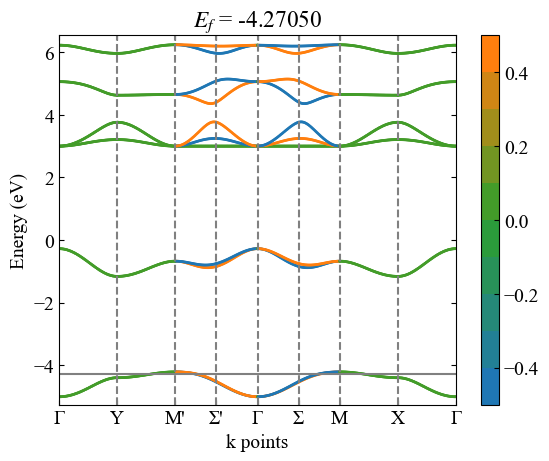 E_f = -4.27050
Energy (eV)
6
4
2
0
−2
−4
Γ Y M' Σ' Γ Σ M X Γ
k points
0.4
0.2
0.0
−0.2
−0.4